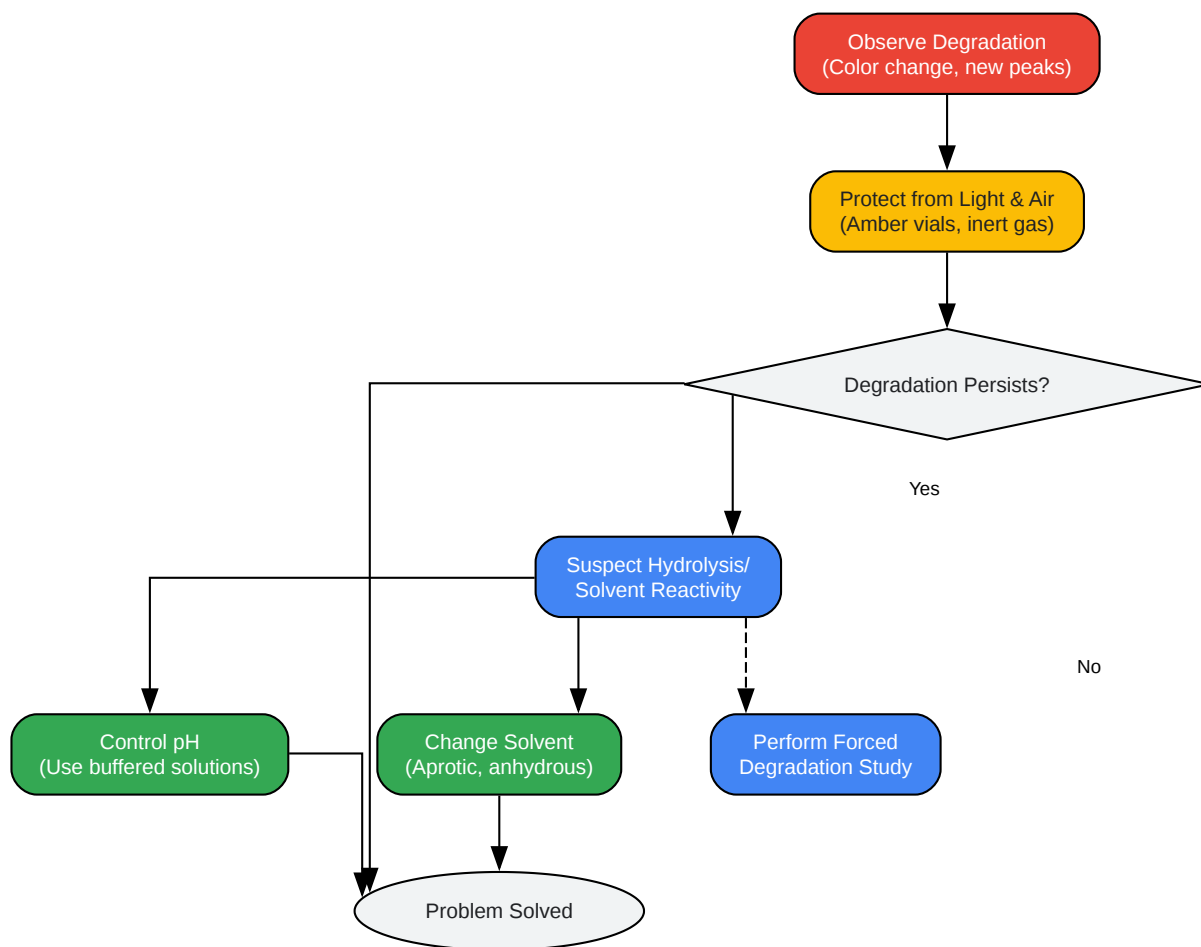 Observe Degradation
(Color change, new peaks)
Protect from Light & Air
(Amber vials, inert gas)
Degradation Persists?
Yes
Suspect Hydrolysis/
Solvent Reactivity
No
Control pH
(Use buffered solutions)
Change Solvent
(Aprotic, anhydrous)
Perform Forced
Degradation Study
Problem Solved